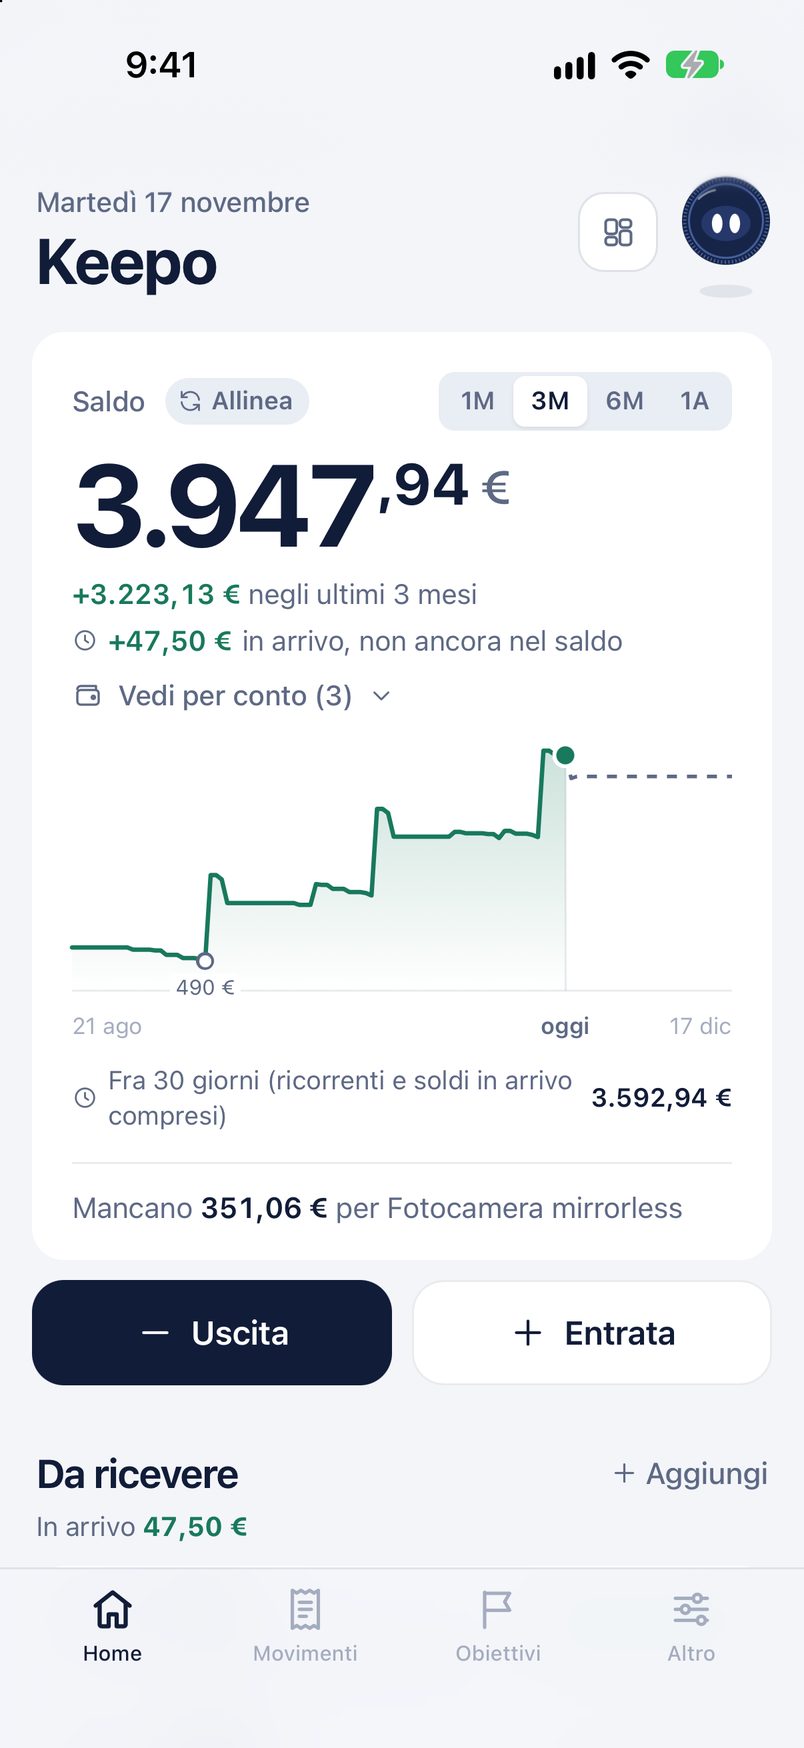 9:41
Martedì 17 novembre
Keepo
Saldo Allinea 1M 3M 6M 1A
3.947,94 €
+3.223,13 € negli ultimi 3 mesi
+47,50 € in arrivo, non ancora nel saldo
Vedi per conto (3)
490 €
21 ago oggi 17 dic
Fra 30 giorni (ricorrenti e soldi in arrivo
compresi) 3.592,94 €
Mancano 351,06 € per Fotocamera mirrorless
− Uscita + Entrata
Da ricevere + Aggiungi
In arrivo 47,50 €
Home Movimenti Obiettivi Altro